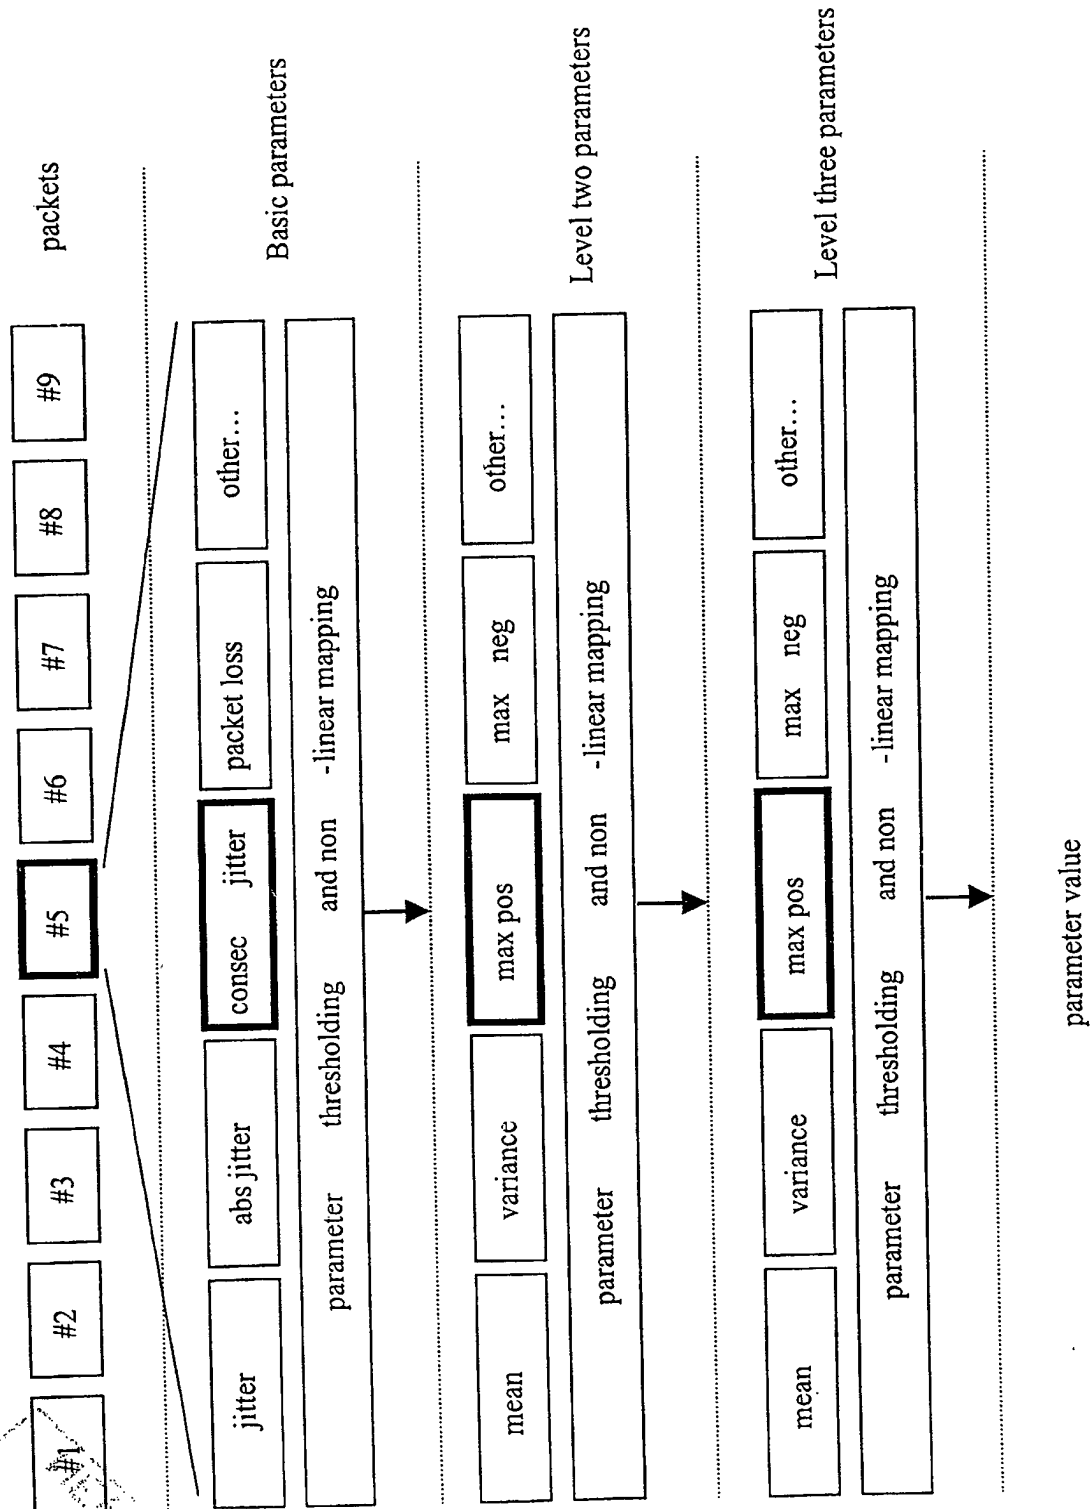 #1 #2 #3 #4 #5 #6 #7 #8 #9 packets
jitter abs jitter consec jitter packet loss other...
parameter thresholding and non -linear mapping
Basic parameters
mean variance max pos max neg other...
parameter thresholding and non -linear mapping
Level two parameters
mean variance max pos max neg other...
parameter thresholding and non -linear mapping
Level three parameters
parameter value